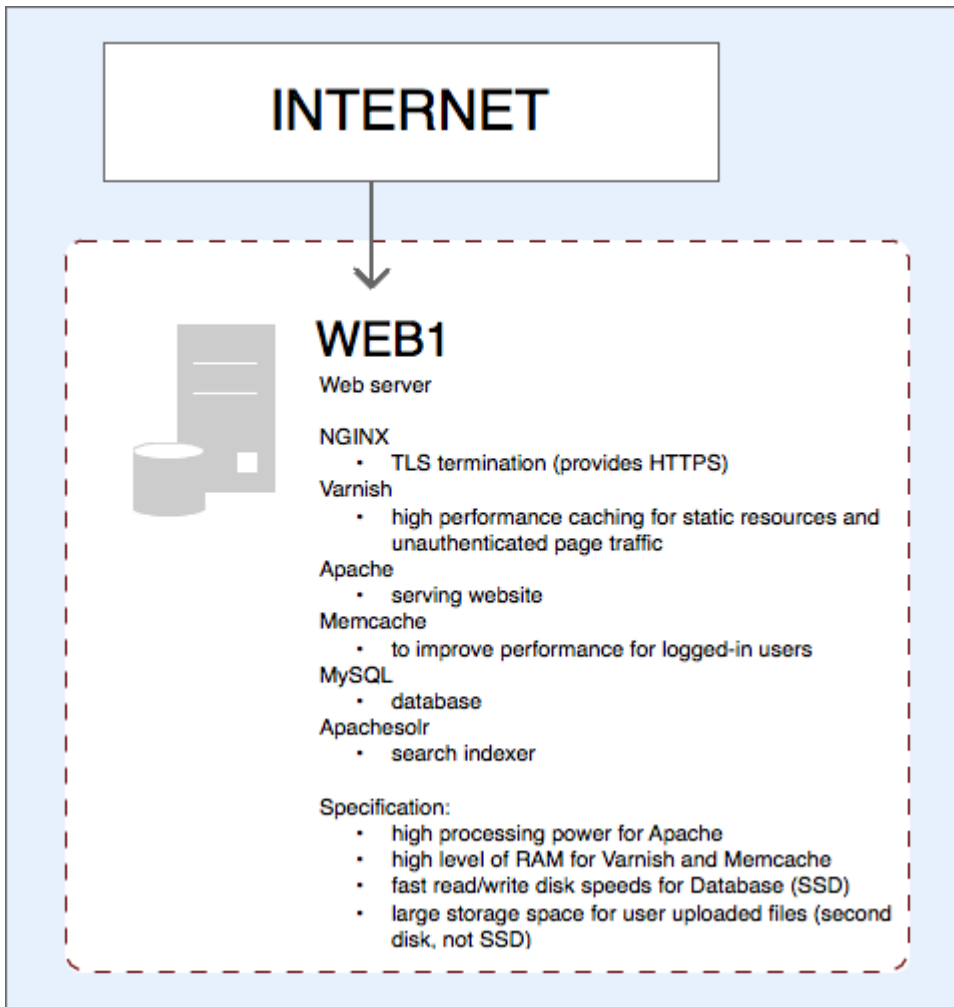 INTERNET
WEB1
Web server
NGINX
• TLS termination (provides HTTPS)
Varnish
• high performance caching for static resources and
unauthenticated page traffic
Apache
• serving website
Memcache
• to improve performance for logged-in users
MySQL
• database
Apachesolr
• search indexer
Specification:
• high processing power for Apache
• high level of RAM for Varnish and Memcache
• fast read/write disk speeds for Database (SSD)
• large storage space for user uploaded files (second
disk, not SSD)